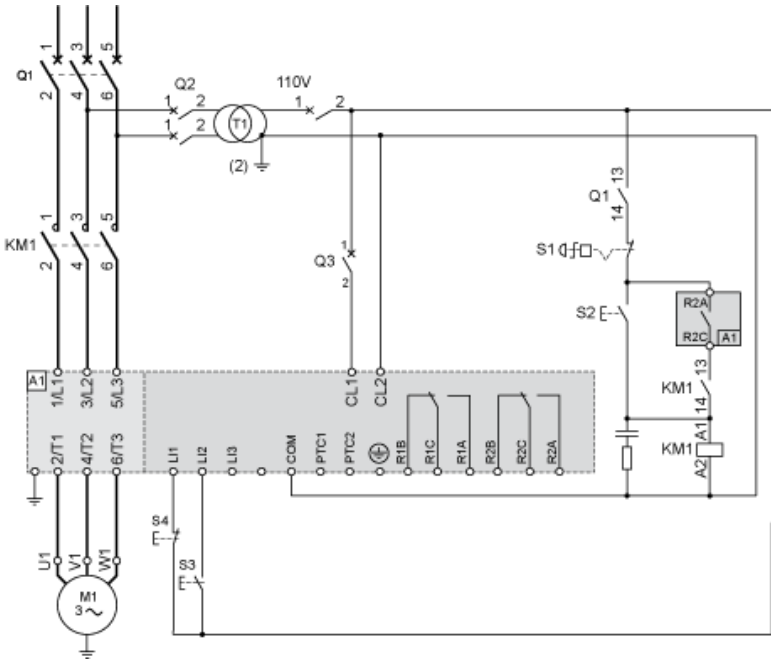 1 3 5
Q1
2 4 6
Q2
1 2
1 2
T1
(2)
110V
1 2
1 3 5
KM1
2 4 6
Q3
1
2
13
Q1
14
S1
S2
R2A
R2C
A1
13
KM1
14
A1
KM1
A2
A1
1/L1 3/L2 5/L3
CL1 CL2
2/T1 4/T2 6/T3
LI1 LI2 LI3 COM PTC1 PTC2 R1B R1C R1A R2B R2C R2A
S4
S3
U1 V1 W1
M1
3 ~